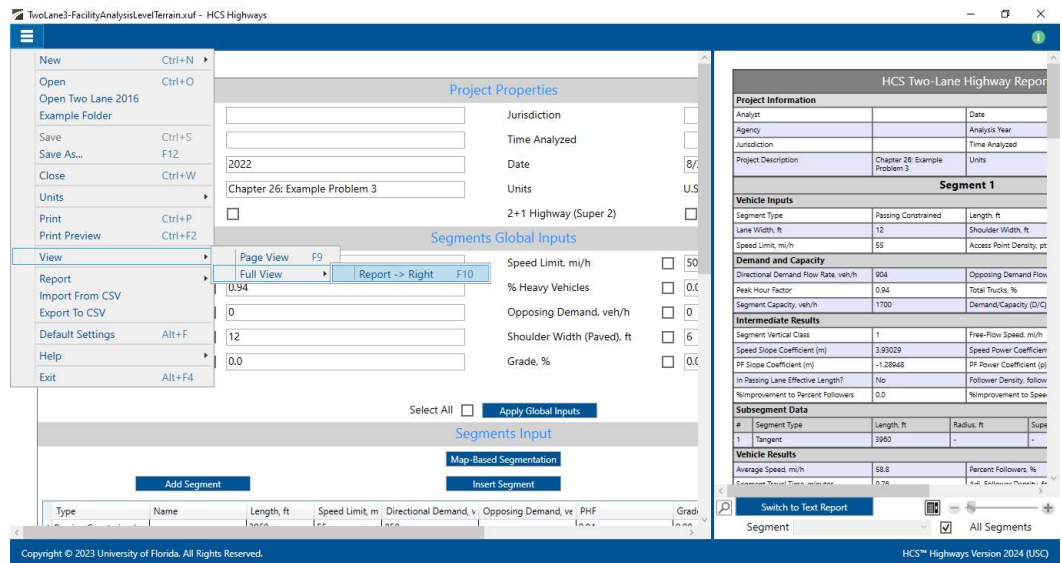 TwoLane3-FacilityAnalysisLevelTerrain.xuf - HCS Highways
New Ctrl+N
Open Ctrl+O
Open Two Lane 2016
Example Folder
Save Ctrl+S
Save As... F12
Close Ctrl+W
Units
Print Ctrl+P
Print Preview Ctrl+F2
View
Report
Import From CSV
Export To CSV
Default Settings Alt+F
Help
Exit Alt+F4
Page View F9
Full View
Report -> Right F10
Project Properties
Jurisdiction
Time Analyzed
2022 Date 8/
Chapter 26: Example Problem 3 Units U.S
2+1 Highway (Super 2)
Segments Global Inputs
Speed Limit, mi/h 50
0.94 % Heavy Vehicles 0.0
0 Opposing Demand, veh/h 0
12 Shoulder Width (Paved), ft 6
0.0 Grade, % 0.0
Select All Apply Global Inputs
Segments Input
Map-Based Segmentation
Add Segment Insert Segment
Type Name Length, ft Speed Limit, m Directional Demand, v Opposing Demand, ve PHF Grad
HCS Two-Lane Highway Repor
Project Information
Analyst Date
Agency Analysis Year
Jurisdiction Time Analyzed
Project Description Chapter 26: Example Problem 3 Units
Segment 1
Vehicle Inputs
Segment Type Passing Constrained Length, ft
Lane Width, ft 12 Shoulder Width, ft
Speed Limit, mi/h 55 Access Point Density, pt
Demand and Capacity
Directional Demand Flow Rate, veh/h 904 Opposing Demand Flow
Peak Hour Factor 0.94 Total Trucks, %
Segment Capacity, veh/h 1700 Demand/Capacity (D/C)
Intermediate Results
Segment Vertical Class 1 Free-Flow Speed, mi/h
Speed Slope Coefficient (m) 3.93029 Speed Power Coefficient
PF Slope Coefficient (m) -1.28948 PF Power Coefficient (p)
In Passing Lane Effective Length? No Follower Density, follow
%Improvement to Percent Followers 0.0 %Improvement to Spee
Subsegment Data
# Segment Type Length, ft Radius, ft Supe
1 Tangent 3960 - -
Vehicle Results
Average Speed, mi/h 58.8 Percent Followers, %
Segment Travel Time, minutes 0.76
Switch to Text Report
Segment All Segments
Copyright © 2023 University of Florida. All Rights Reserved. HCS™ Highways Version 2024 (USC)